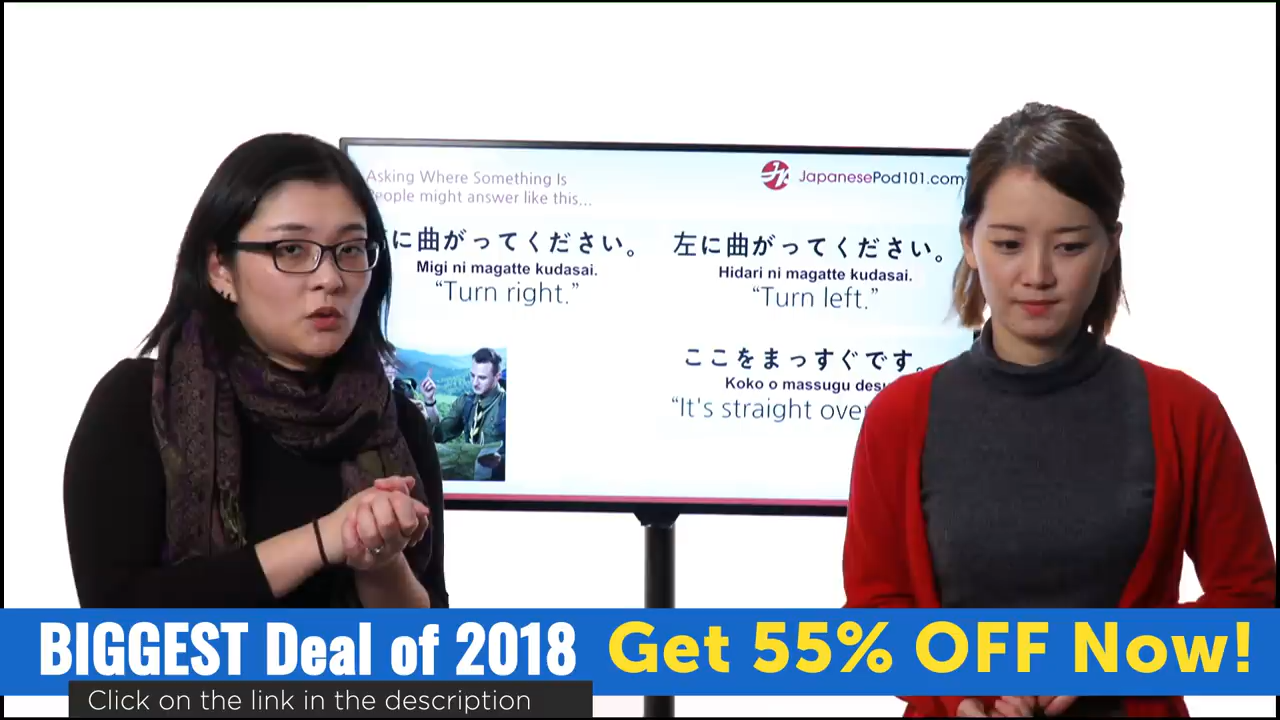 Asking Where Something Is
People might answer like this...
JapanesePod101.com
に曲がってください。
Migi ni magatte kudasai.
“Turn right.”
左に曲がってください。
Hidari ni magatte kudasai.
“Turn left.”
ここをまっすぐです。
Koko o massugu desu
“It's straight over
BIGGEST Deal of 2018
Get 55% OFF Now!
Click on the link in the description